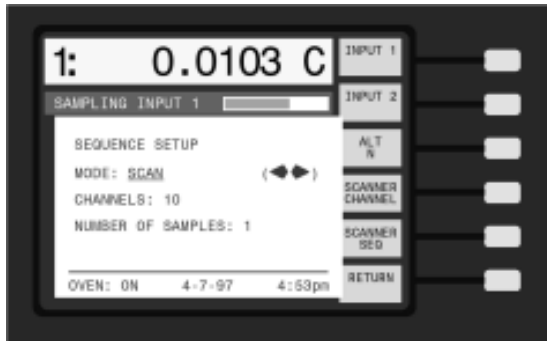 1: 0.0103 C
SAMPLING INPUT 1
SEQUENCE SETUP
MODE: SCAN (◀▶)
CHANNELS: 10
NUMBER OF SAMPLES: 1
OVEN: ON 4-7-97 4:53pm
INPUT 1
INPUT 2
ALT
N
SCANNER
CHANNEL
SCANNER
SEQ
RETURN